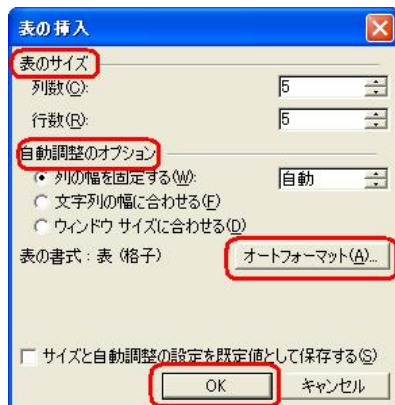 表の挿入
表のサイズ
列数(C): 5
行数(R): 5
自動調整のオプション
列の幅を固定する(W): 自動
文字列の幅に合わせる(F)
ウィンドウ サイズに合わせる(D)
表の書式 : 表 (格子) オートフォーマット(A)...
サイズと自動調整の設定を既定値として保存する(S)
OK キャンセル